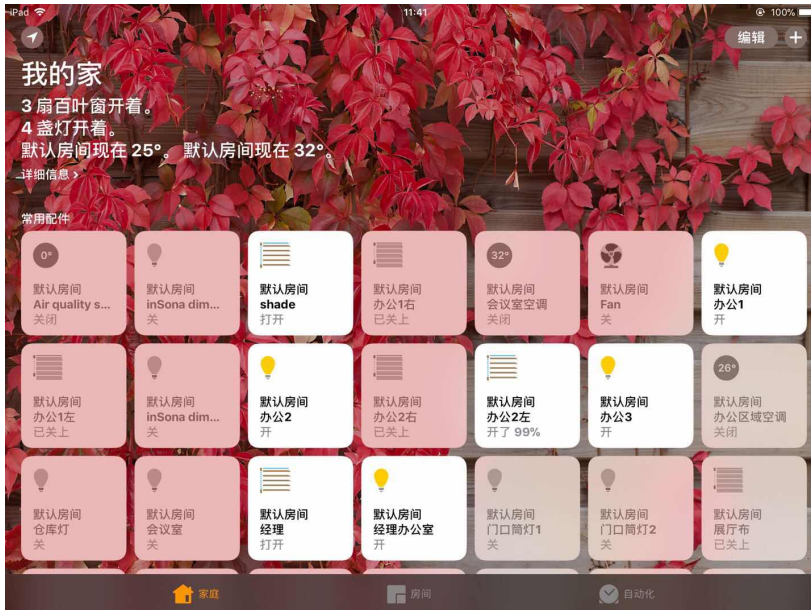 iPad
11:41
100%
编辑
我的家
3 扇百叶窗开着。
4 盏灯开着。
默认房间现在 25°。 默认房间现在 32°。
详细信息 >
常用配件
0°
默认房间
Air quality s...
关闭
默认房间
inSona dim...
关
默认房间
shade
打开
默认房间
办公1右
已关上
32°
默认房间
会议室空调
关闭
默认房间
Fan
关
默认房间
办公1
开
默认房间
办公1左
已关上
默认房间
inSona dim...
关
默认房间
办公2
开
默认房间
办公2右
已关上
默认房间
办公2左
开了 99%
默认房间
办公3
开
26°
默认房间
办公区域空调
关闭
默认房间
仓库灯
关
默认房间
会议室
关
默认房间
经理
打开
默认房间
经理办公室
开
默认房间
门口筒灯1
关
默认房间
门口筒灯2
关
默认房间
展厅布
已关上
家庭
房间
自动化